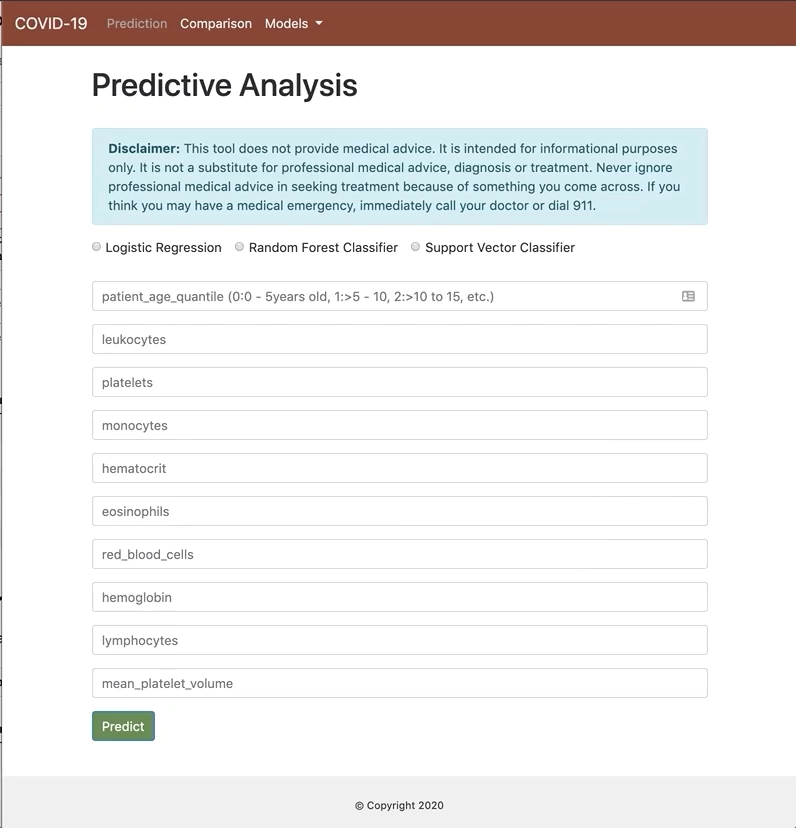 COVID-19 Prediction Comparison Models
Predictive Analysis
Disclaimer: This tool does not provide medical advice. It is intended for informational purposes
only. It is not a substitute for professional medical advice, diagnosis or treatment. Never ignore
professional medical advice in seeking treatment because of something you come across. If you
think you may have a medical emergency, immediately call your doctor or dial 911.
Logistic Regression Random Forest Classifier Support Vector Classifier
patient_age_quantile (0:0 - 5years old, 1:>5 - 10, 2:>10 to 15, etc.)
leukocytes
platelets
monocytes
hematocrit
eosinophils
red_blood_cells
hemoglobin
lymphocytes
mean_platelet_volume
Predict
© Copyright 2020